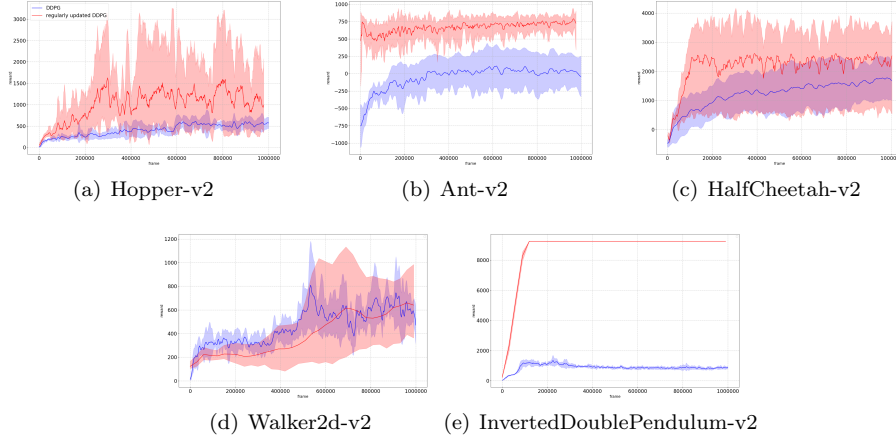 DDPG
regularly updated DDPG
3000
2500
2000
1500
1000
500
0
reward
0 200000 400000 600000 800000 1000000
frame
1000
750
500
250
0
−250
−500
−750
−1000
reward
0 200000 400000 600000 800000 1000000
frame
4000
3000
2000
1000
0
reward
0 200000 400000 600000 800000 1000000
frame
(a) Hopper-v2
(b) Ant-v2
(c) HalfCheetah-v2
1200
1000
800
600
400
200
0
reward
0 200000 400000 600000 800000 1000000
frame
8000
6000
4000
2000
0
reward
0 200000 400000 600000 800000 1000000
frame
(d) Walker2d-v2
(e) InvertedDoublePendulum-v2